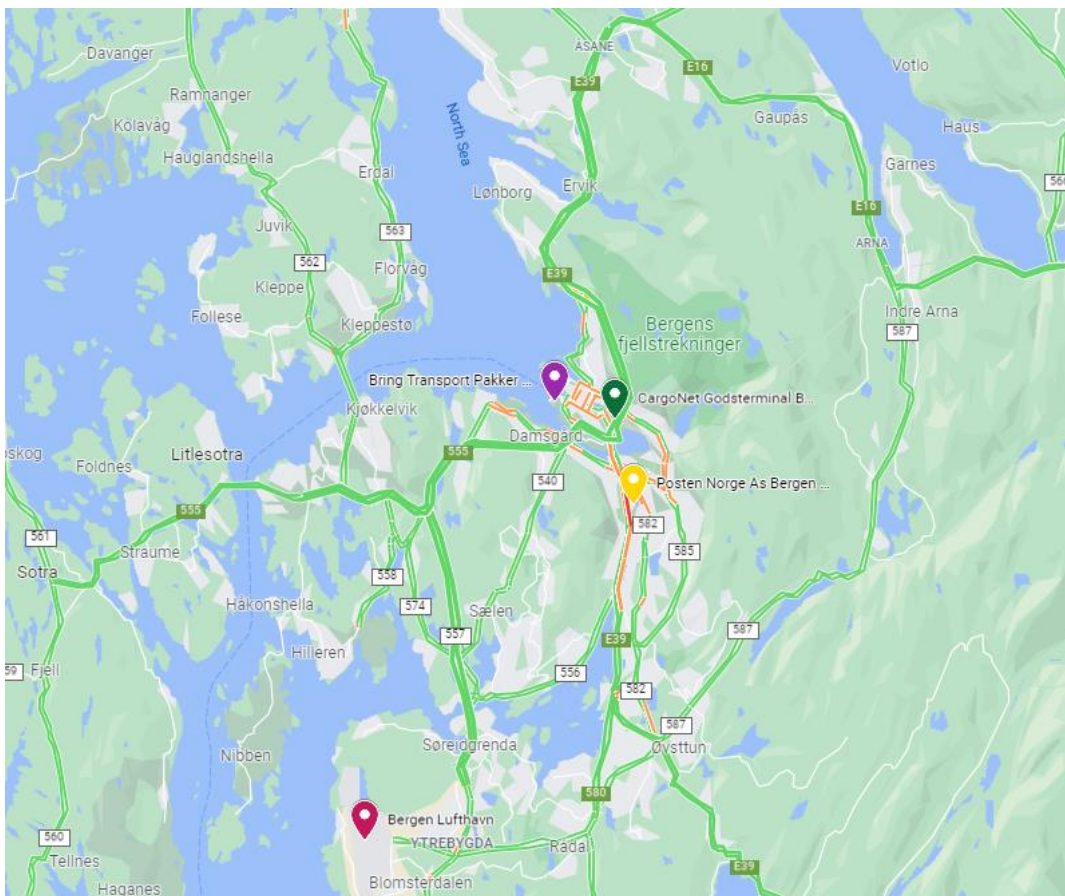 Davanger
ÅSANE
E16
E39
Votlo
Ramnanger
Gaupås
Kolavåg
North Sea
Haus
Hauglandshella
Erdal
Ervik
Garnes
Lønborg
E16
Juvik
563
ARNA
562
Florvåg
E39
Kleppe
Indre Arna
Follese
Kleppestø
Bergens
fjellstrekninger
587
Bring Transport Pakker ...
CargoNet Godsterminal B...
Kjøkkelvik
Damsgård
555
Litlesotra
Foldnes
540
Posten Norge As Bergen ...
555
582
561
Straume
585
Sotra
558
Håkonshella
574
Sælen
587
557
E39
Hilleren
Fjell
556
582
587
Nibben
Søreidgrenda
Øvsttun
580
Bergen Lufthavn
YTREBYGDA
Rådal
560
Tellnes
E39
Blomsterdalen
Haganes